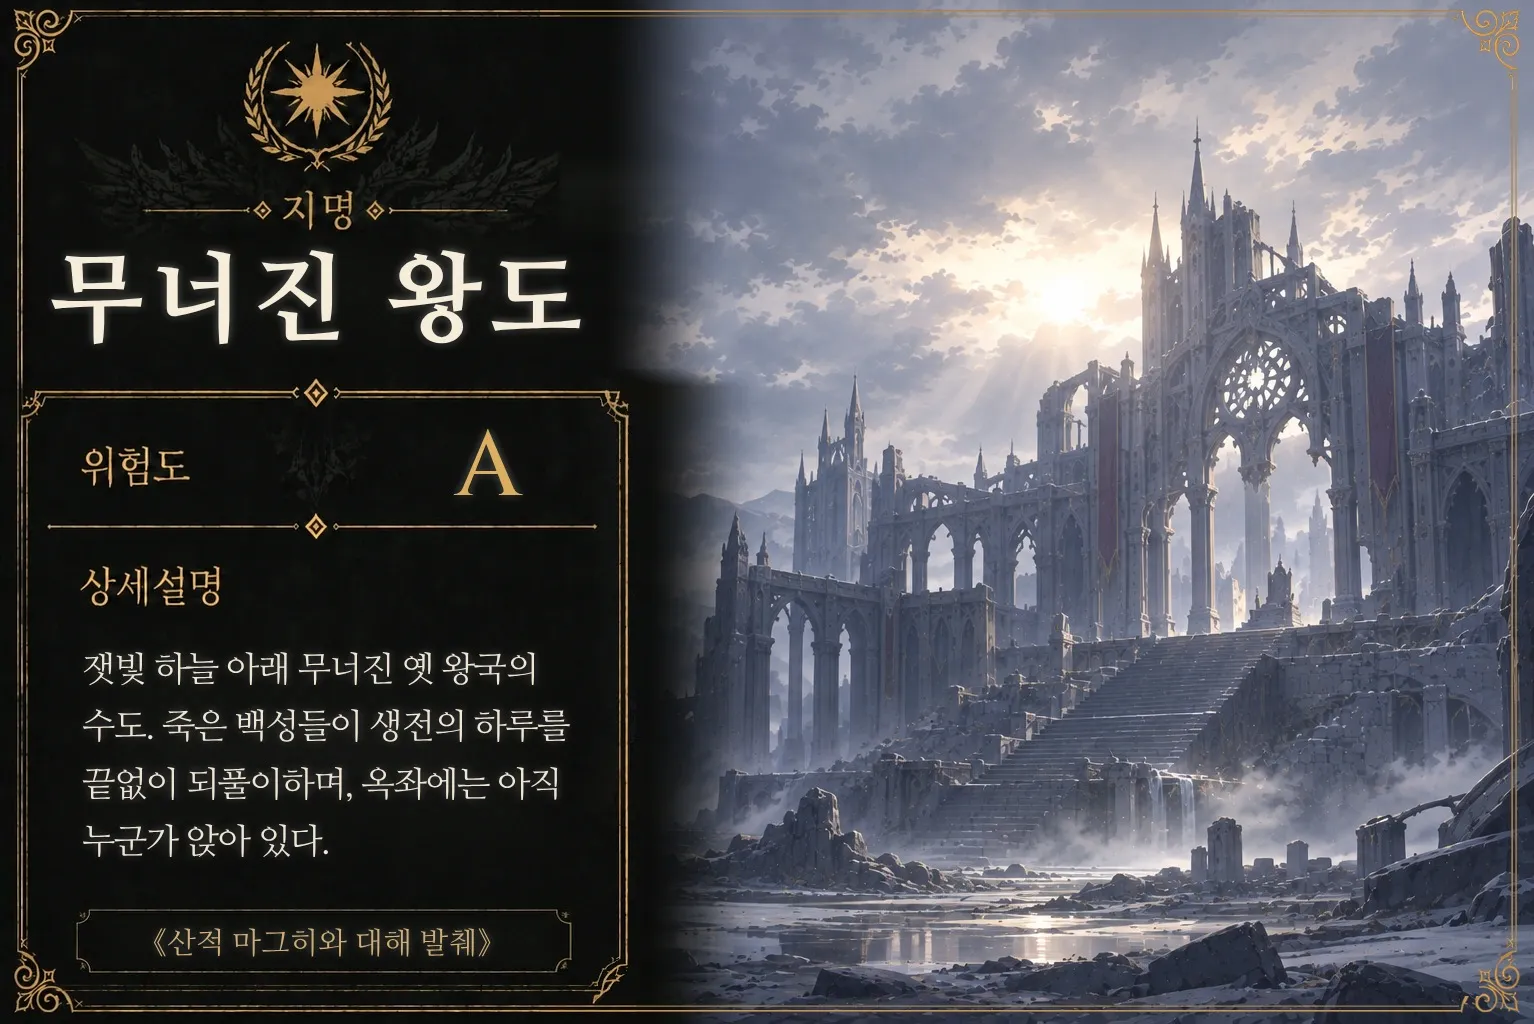 지명
무너진 왕도
위험도
A
상세설명
잿빛 하늘 아래 무너진 옛 왕국의
수도. 죽은 백성들이 생전의 하루를
끝없이 되풀이하며, 옥좌에는 아직
누군가 앉아 있다.
《산적 마그히와 대해 발췌》